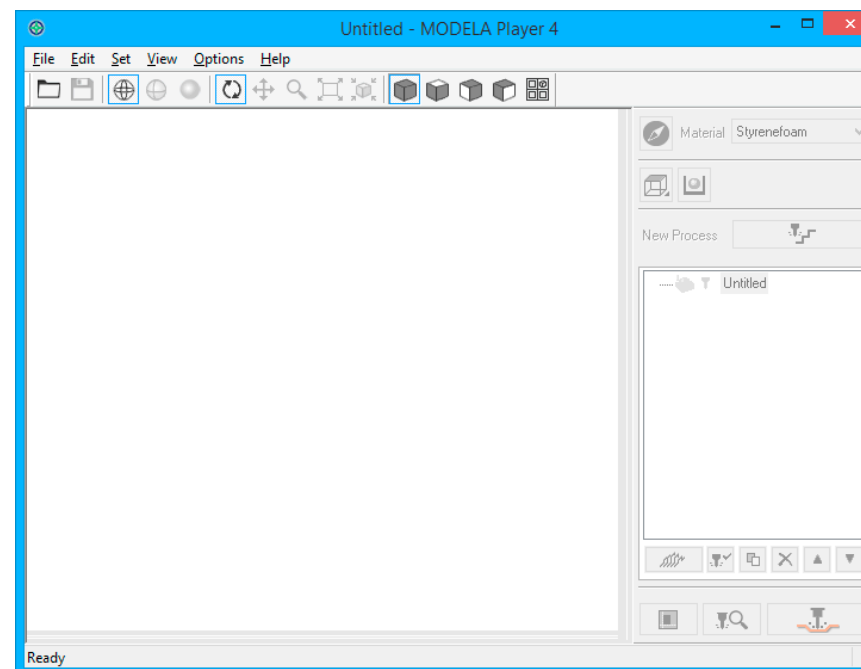 Untitled - MODELA Player 4
File Edit Set View Options Help
Material Styrenefoam
New Process
Untitled
Ready